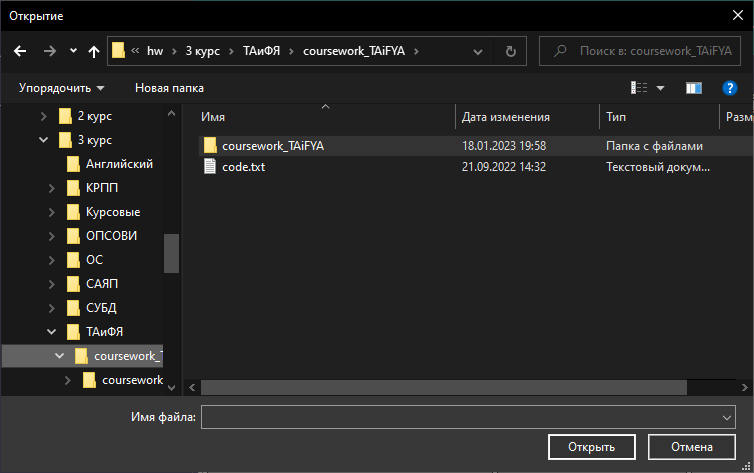 Открытие
hw 3 курс ТАиФЯ coursework_TAiFYA
Поиск в: coursework_TAiFYA
Упорядочить Новая папка
2 курс
3 курс
Английский
КРПП
Курсовые
ОПСОВИ
ОС
САЯП
СУБД
ТАиФЯ
coursework_T
coursework
Имя Дата изменения Тип Разм
coursework_TAiFYA 18.01.2023 19:58 Папка с файлами
code.txt 21.09.2022 14:32 Текстовый докум...
Имя файла:
Открыть Отмена